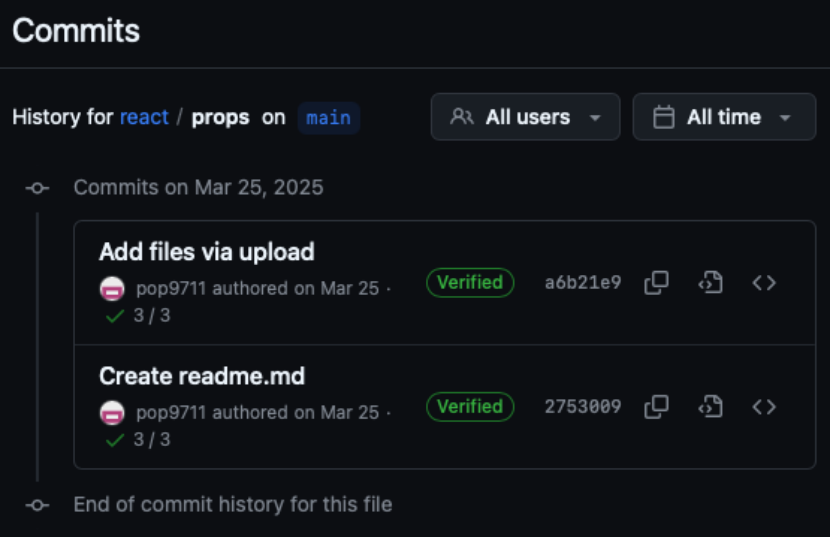 Commits
History for react / props on main
All users
All time
Commits on Mar 25, 2025
Add files via upload
pop9711 authored on Mar 25 ·
3 / 3
Verified
a6b21e9
Create readme.md
pop9711 authored on Mar 25 ·
3 / 3
Verified
2753009
End of commit history for this file